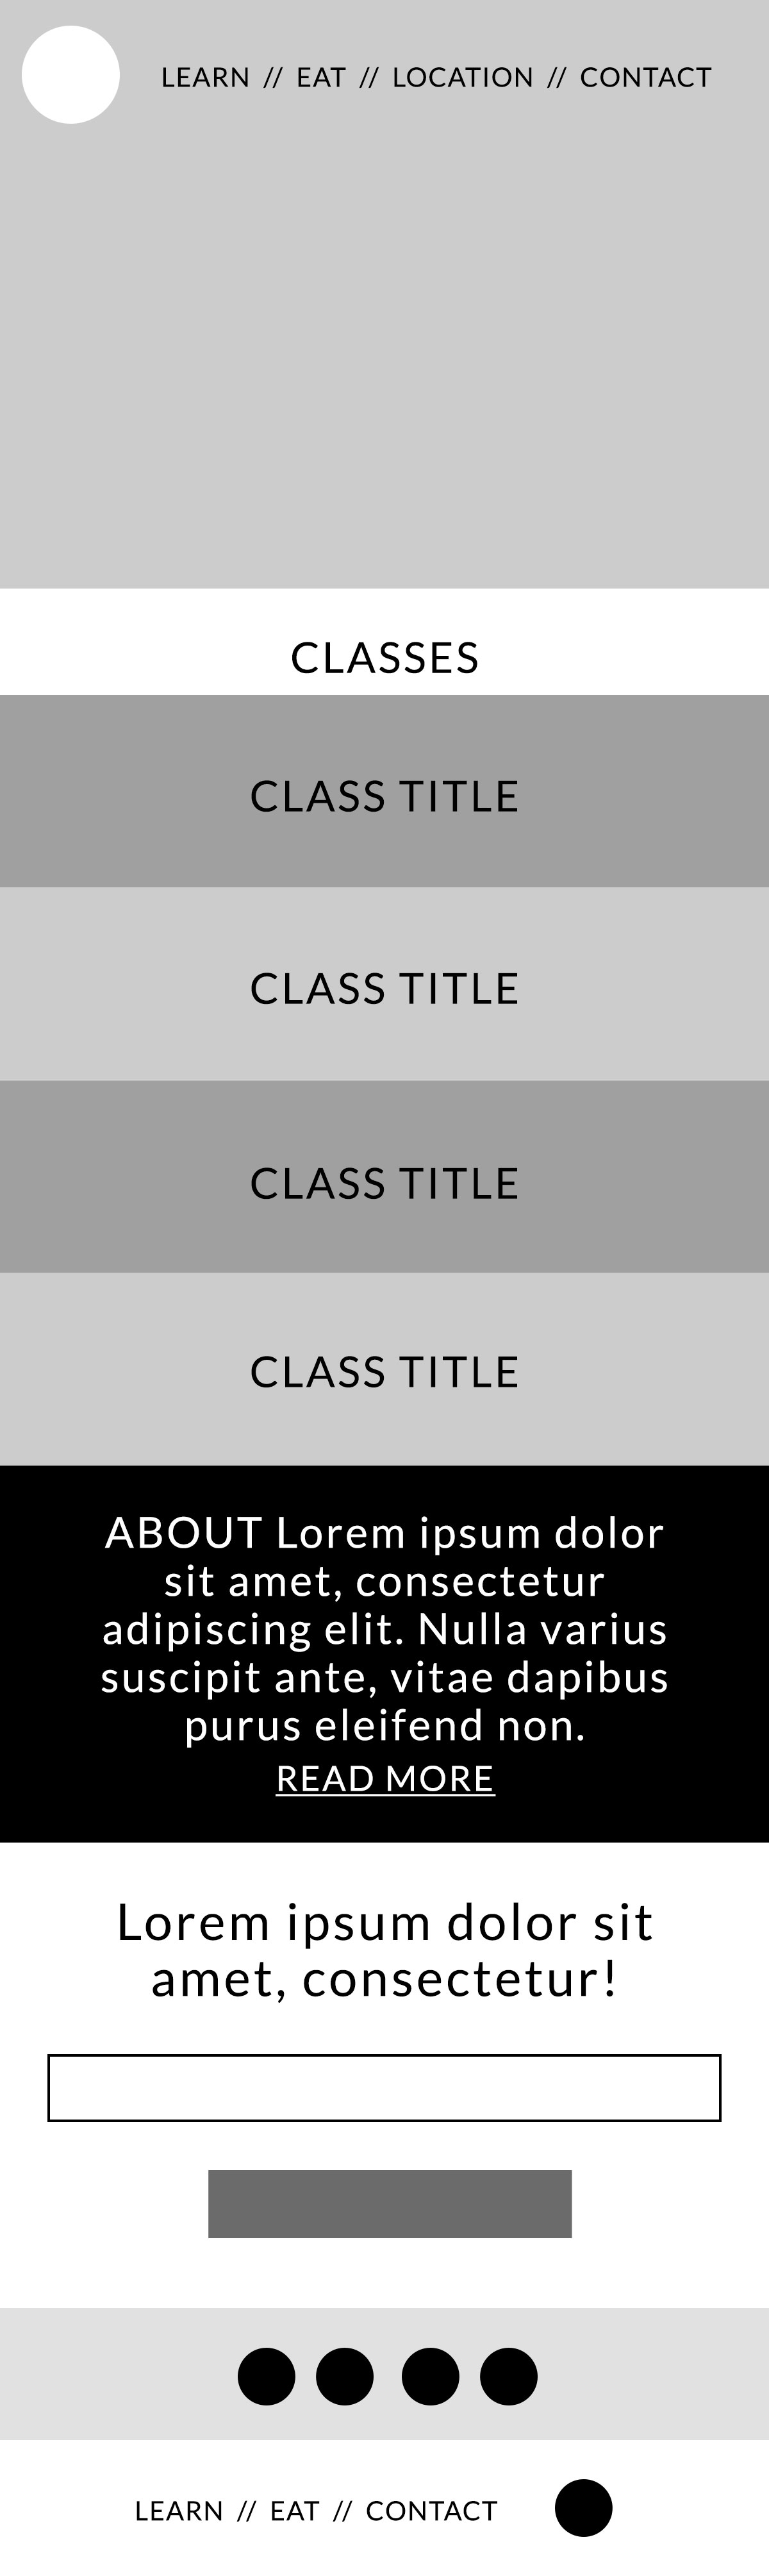 LEARN // EAT // LOCATION // CONTACT
CLASSES
CLASS TITLE
CLASS TITLE
CLASS TITLE
CLASS TITLE
ABOUT Lorem ipsum dolor
sit amet, consectetur
adipiscing elit. Nulla varius
suscipit ante, vitae dapibus
purus eleifend non.
READ MORE
Lorem ipsum dolor sit
amet, consectetur!
LEARN // EAT // CONTACT